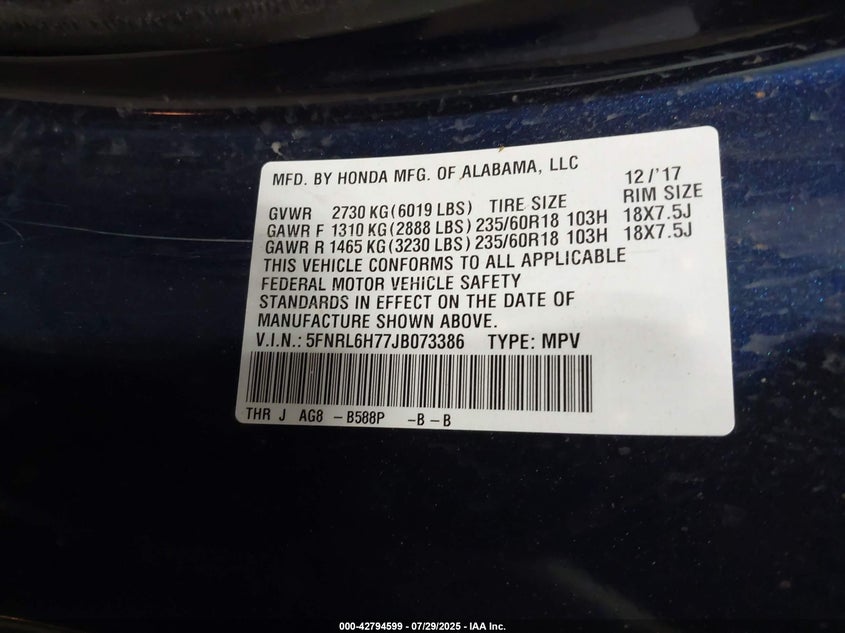 MFD. BY HONDA MFG. OF ALABAMA, LLC 12/'17
GVWR 2730 KG(6019 LBS) TIRE SIZE RIM SIZE
GAWR F 1310 KG(2888 LBS) 235/60R18 103H 18X7.5J
GAWR R 1465 KG(3230 LBS) 235/60R18 103H 18X7.5J
THIS VEHICLE CONFORMS TO ALL APPLICABLE
FEDERAL MOTOR VEHICLE SAFETY
STANDARDS IN EFFECT ON THE DATE OF
MANUFACTURE SHOWN ABOVE.
V.I.N.: 5FNRL6H77JB073386 TYPE: MPV
THR J AG8 -B588P -B-B
000-42794599 / 07/29/2025 - IAA Inc.